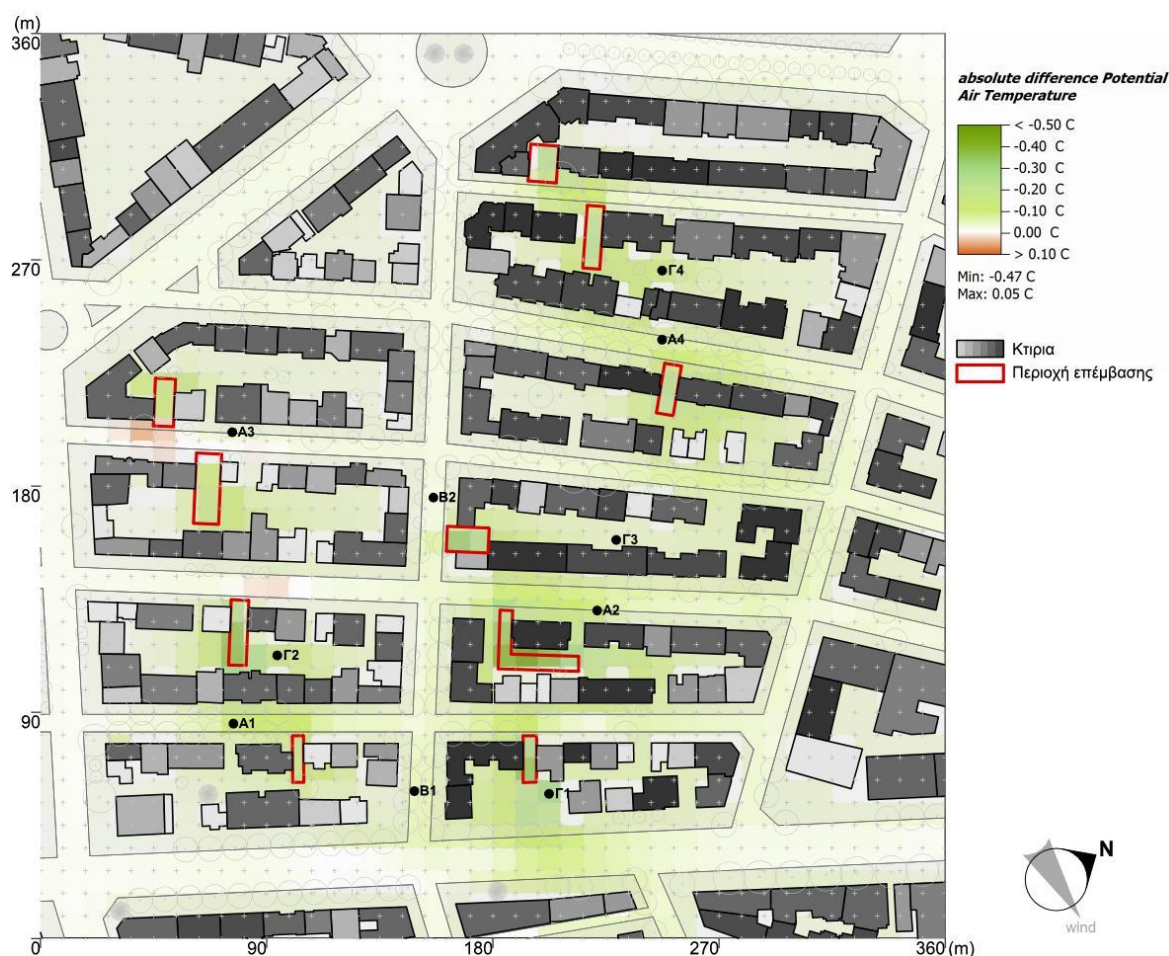 (m)
360
270
180
90
0
90
180
270
360
(m)
absolute difference Potential
Air Temperature
< -0.50 C
-0.40 C
-0.30 C
-0.20 C
-0.10 C
0.00 C
> 0.10 C
Min: -0.47 C
Max: 0.05 C
Κτιρια
Περιοχή επέμβασης
Γ4
Α4
Α3
Β2
Γ3
Α2
Γ2
Α1
Β1
Γ1
N
wind